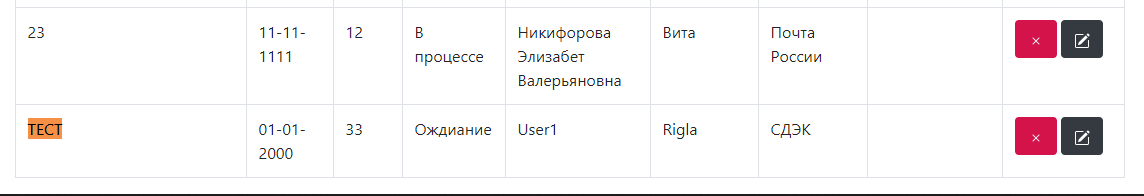 23 11-11- 12 В Никифорова Вита Почта
1111 процессе Элизабет России
Валерьяновна
ТЕСТ 01-01- 33 Ождиание User1 Rigla СДЭК
2000